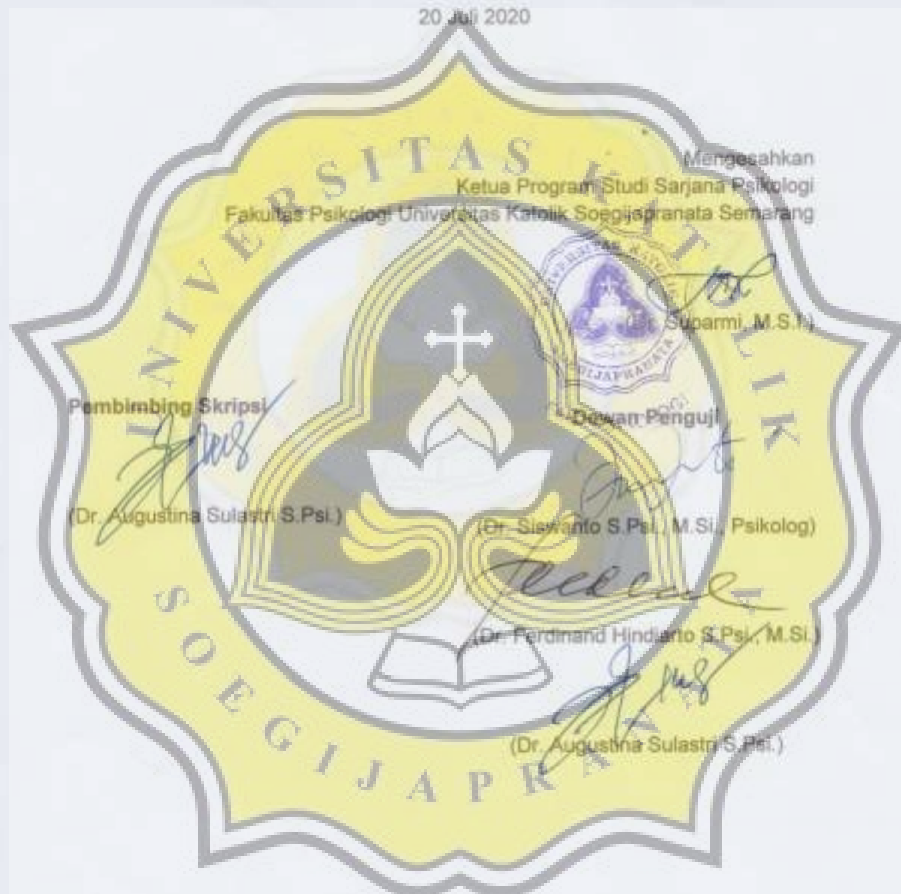 20 Juli 2020
Mengesahkan
Ketua Program Studi Sarjana Psikologi
Fakultas Psikologi Universitas Katolik Soegijapranata Semarang
Suparmi, M.S.I.)
Pembimbing Skripsi
Dewan Penguji
(Dr. Augustina Sulastri S.Psi.)
(Dr. Siswanto S.Psi., M.Si., Psikolog)
(Dr. Ferdinand Hindiarto S.Psi., M.Si.)
(Dr. Augustina Sulastri S.Psi.)
UNIVERSITAS KATOLIK
SOEGIJAPRANATA